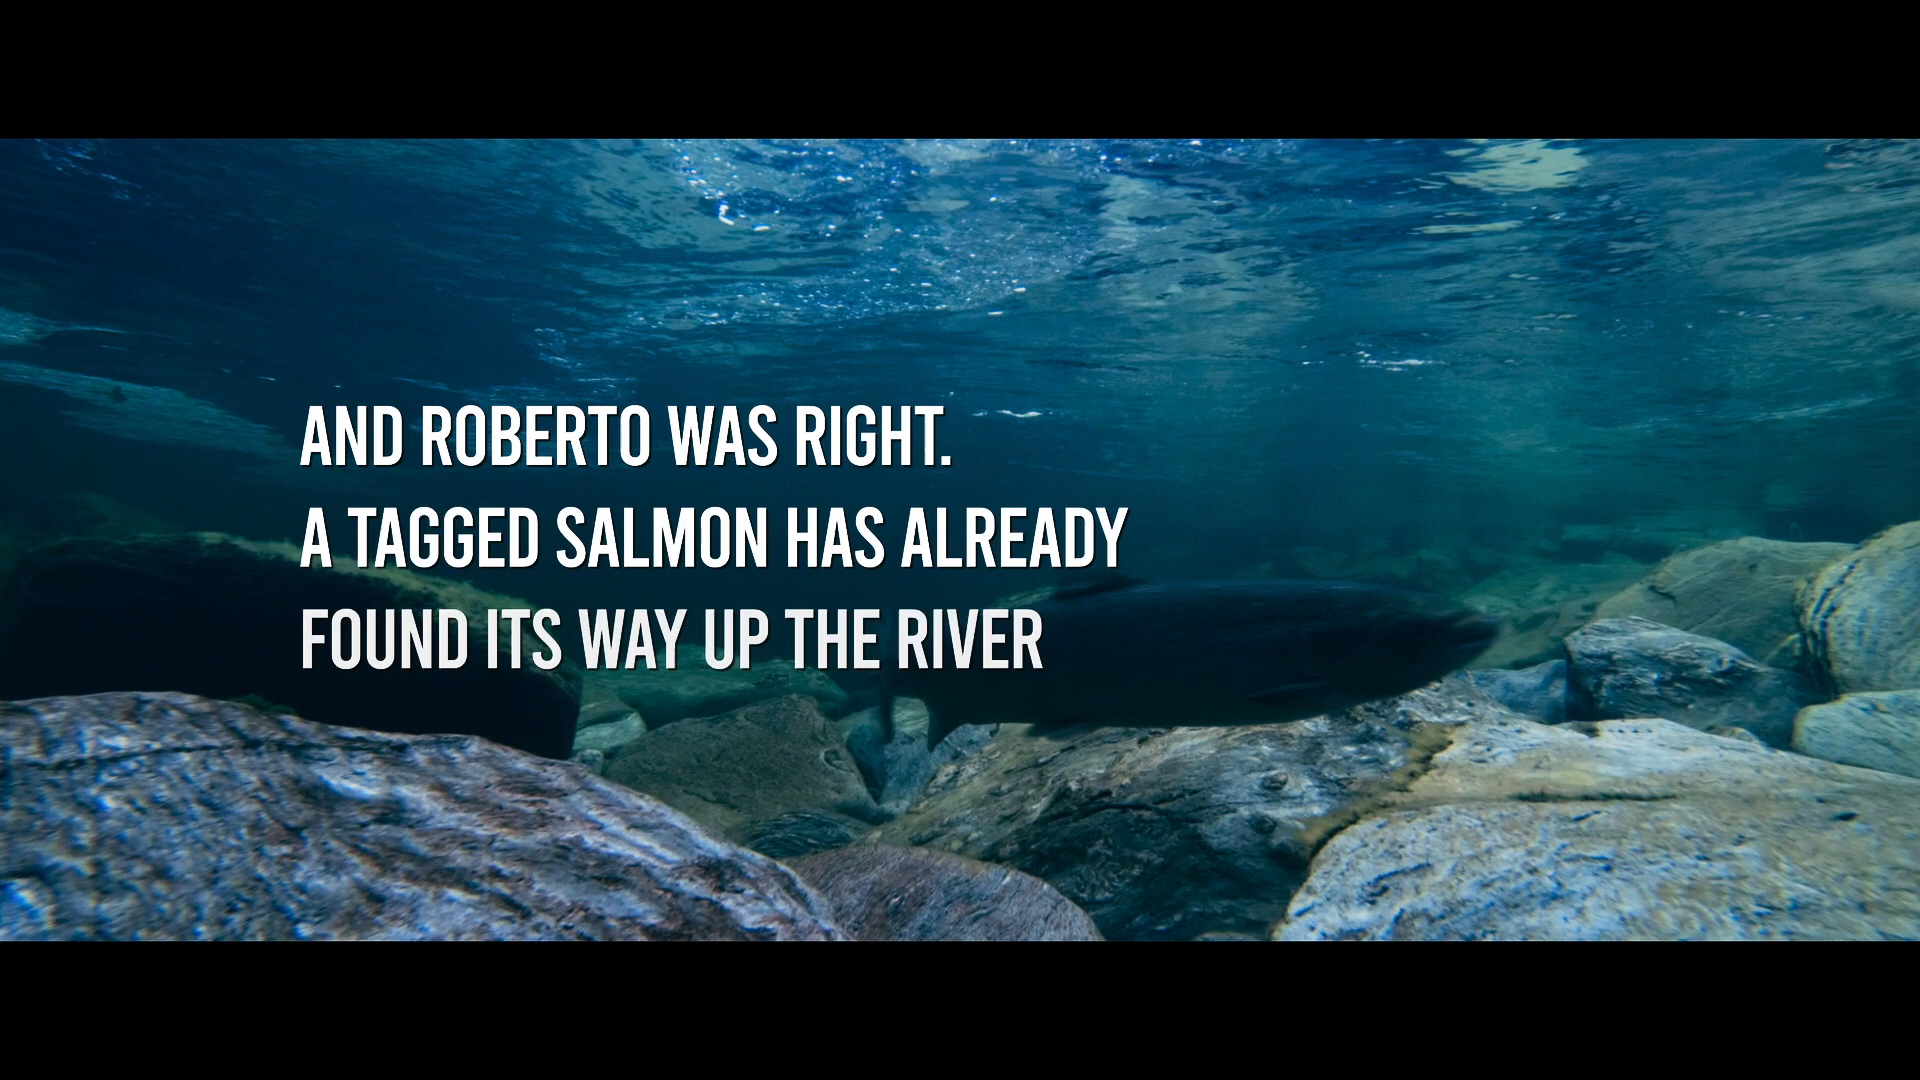 AND ROBERTO WAS RIGHT.
A TAGGED SALMON HAS ALREADY
FOUND ITS WAY UP THE RIVER